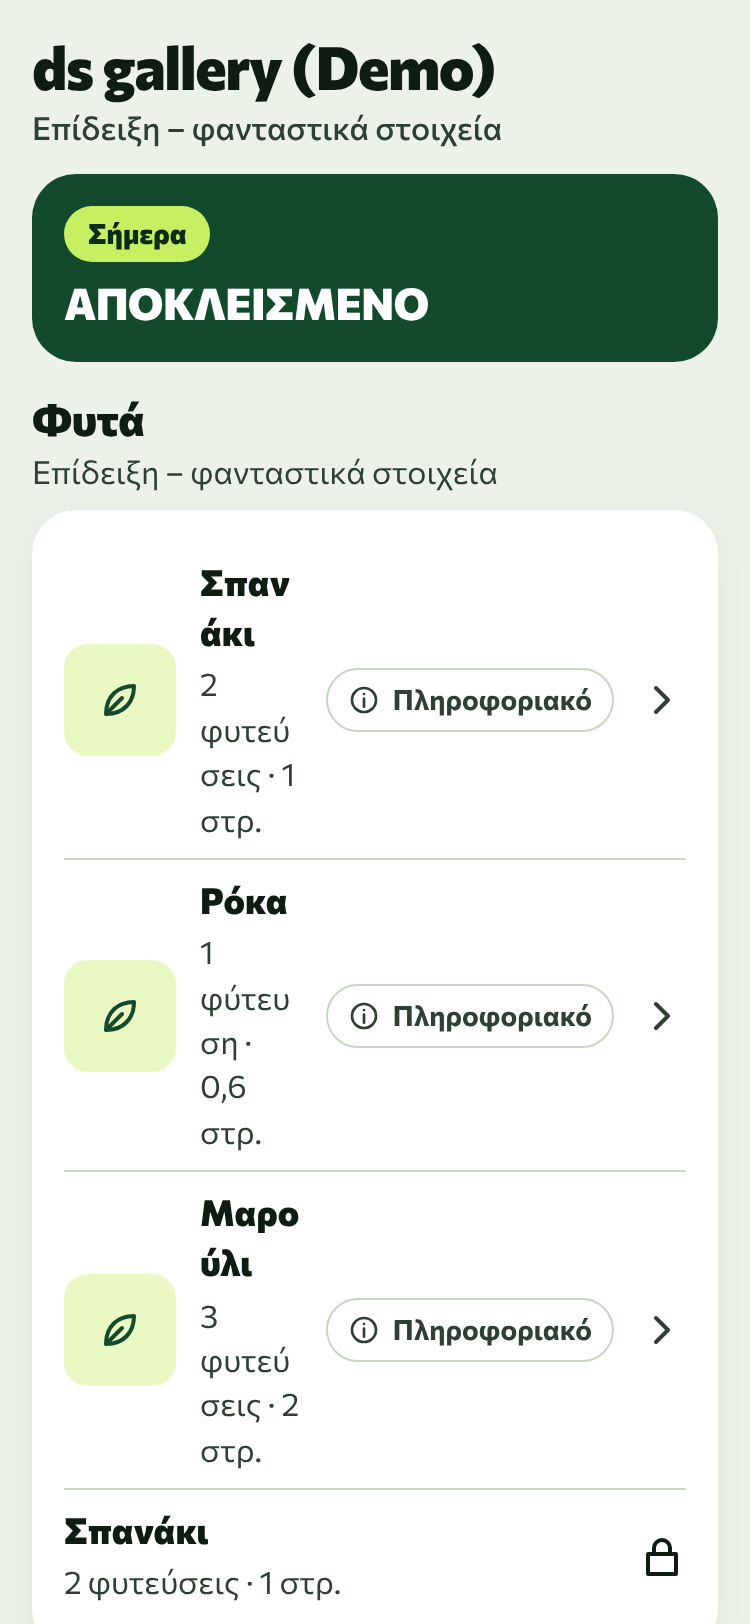 ds gallery (Demo)
Επίδειξη – φανταστικά στοιχεία
Σήμερα
ΑΠΟΚΛΕΙΣΜΕΝΟ
Φυτά
Επίδειξη – φανταστικά στοιχεία
Σπαν
άκι
2
φυτεύ
σεις · 1
στρ.
Πληροφοριακό
Ρόκα
1
φύτευ
ση ·
0,6
στρ.
Πληροφοριακό
Μαρο
ύλι
3
φυτεύ
σεις · 2
στρ.
Πληροφοριακό
Σπανάκι
2 φυτεύσεις · 1 στρ.